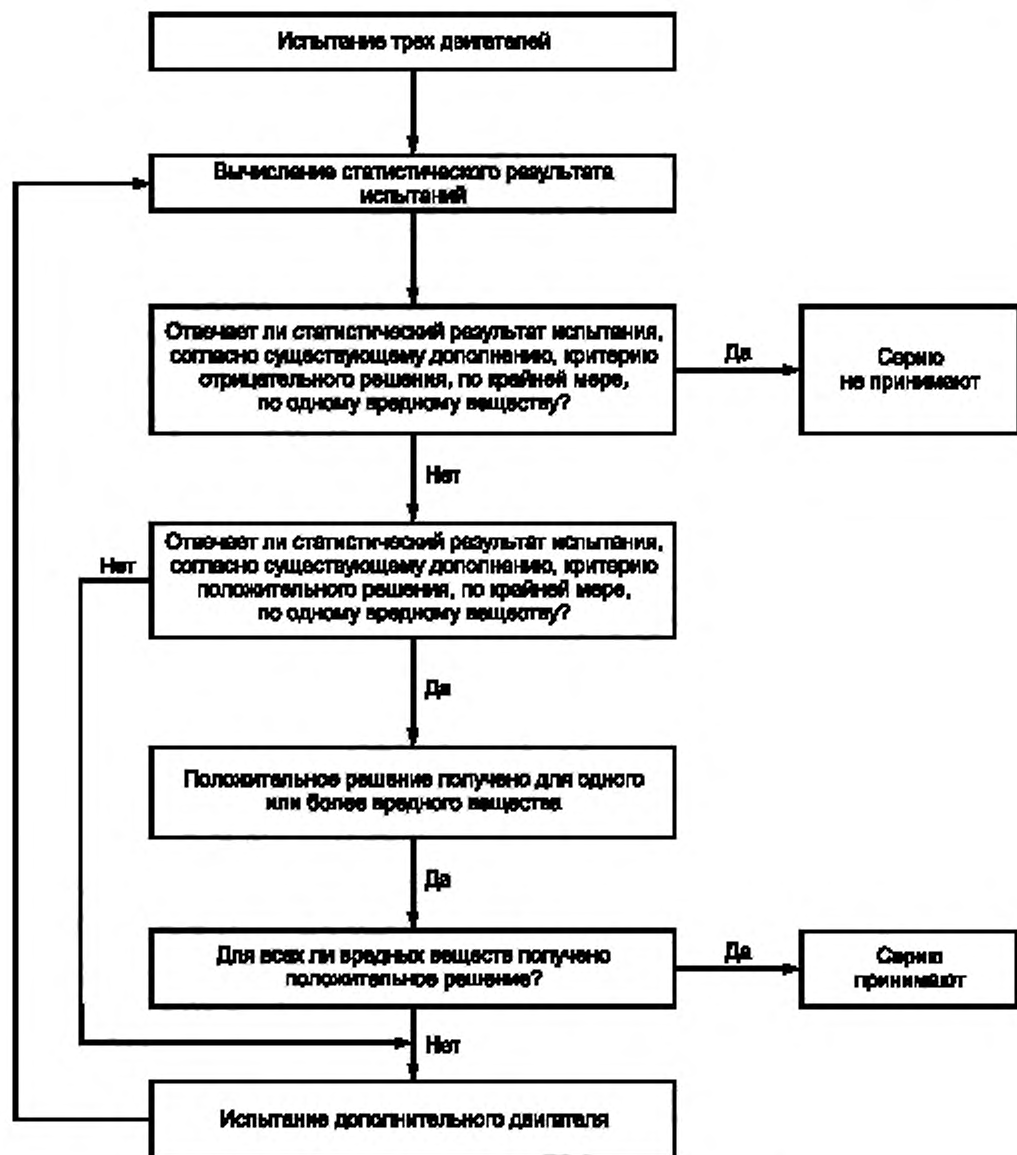 Испытание трех двигателей
Вычисление статистического результата
испытаний
Отвечает ли статистический результат испытания,
согласно существующему дополнению, критерию
отрицательного решения, по крайней мере,
по одному вредному веществу?
Да
Серию
не принимают
Нет
Отвечает ли статистический результат испытания,
согласно существующему дополнению, критерию
положительного решения, по крайней мере,
по одному вредному веществу?
Нет
Да
Положительное решение получено для одного
или более вредного вещества
Да
Для всех ли вредных веществ получено
положительное решение?
Да
Серию
принимают
Нет
Испытание дополнительного двигателя